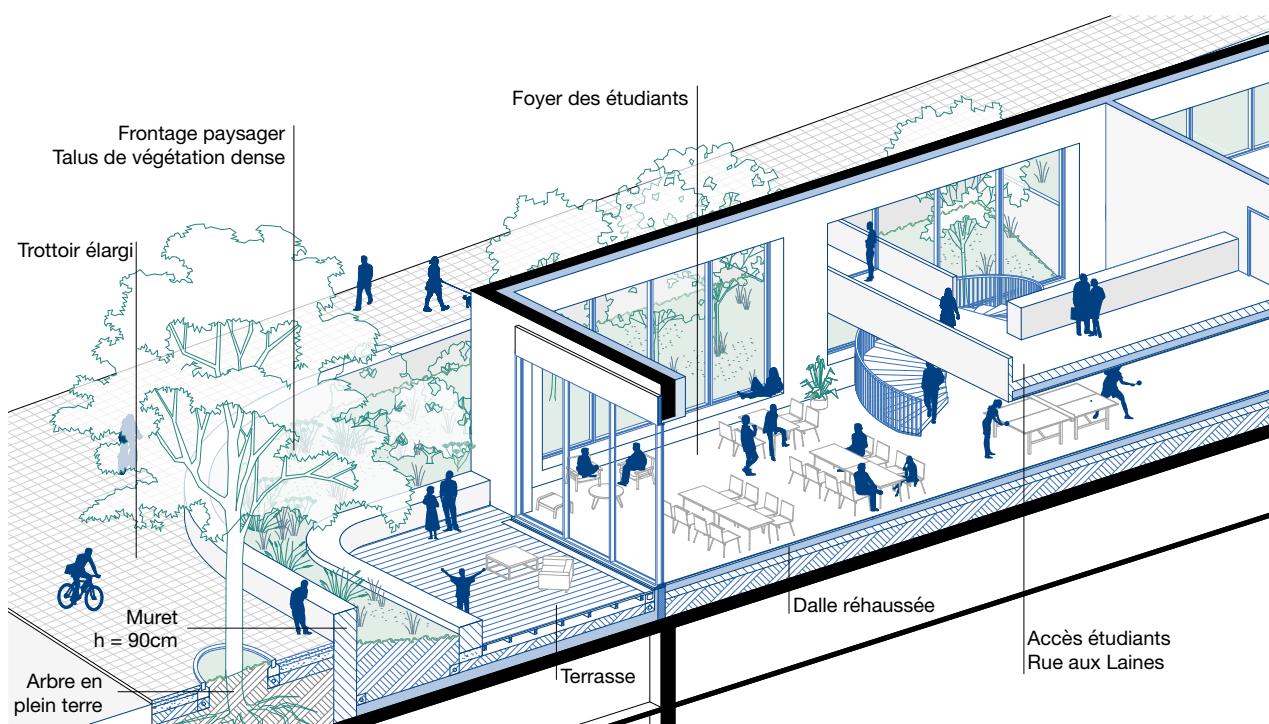 Foyer des étudiants
Frontage paysager
Talus de végétation dense
Trottoir élargi
Muret
h = 90cm
Arbre en
plein terre
Terrasse
Dalle réhaussée
Accès étudiants
Rue aux Laines